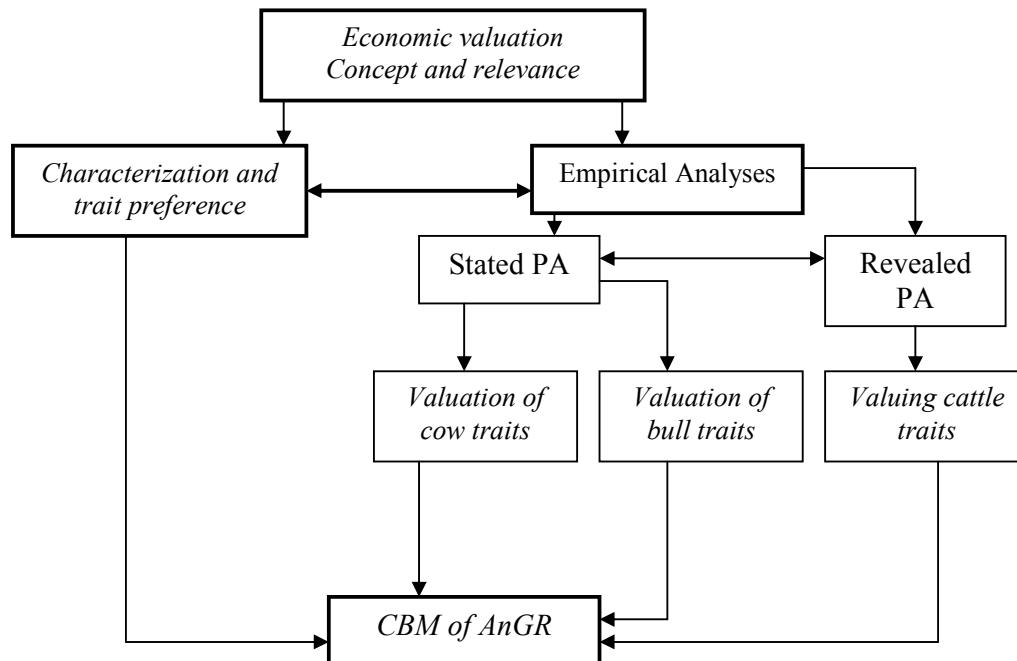 Economic valuation
Concept and relevance
Characterization and
trait preference
Empirical Analyses
Stated PA
Revealed
PA
Valuation of
cow traits
Valuation of
bull traits
Valuing cattle
traits
CBM of AnGR